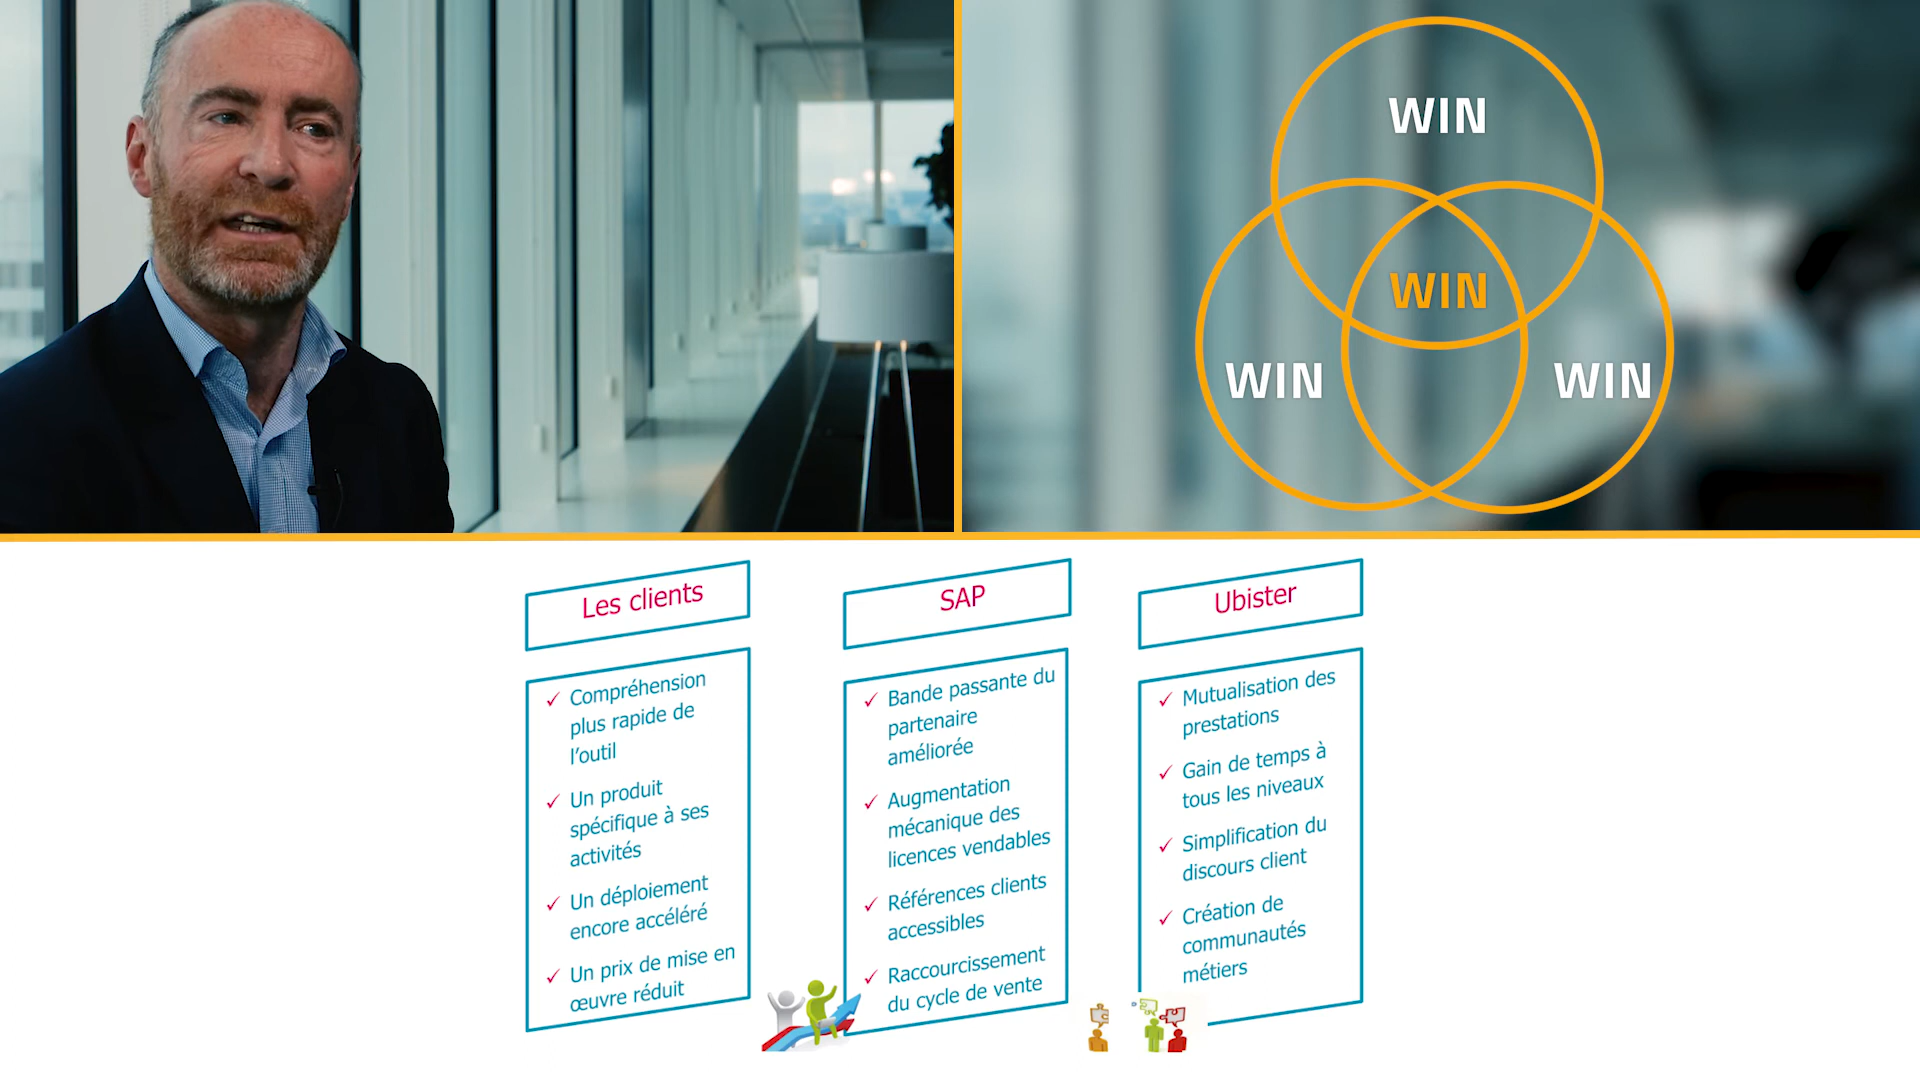 WIN
WIN
WIN
WIN
Les clients
✓ Compréhension
plus rapide de
l'outil
✓ Un produit
spécifique à ses
activités
✓ Un déploiement
encore accéléré
✓ Un prix de mise en
œuvre réduit
SAP
✓ Bande passante du
partenaire
améliorée
✓ Augmentation
mécanique des
licences vendables
✓ Références clients
accessibles
✓ Raccourcissement
du cycle de vente
Ubister
✓ Mutualisation des
prestations
✓ Gain de temps à
tous les niveaux
✓ Simplification du
discours client
✓ Création de
communautés
métiers